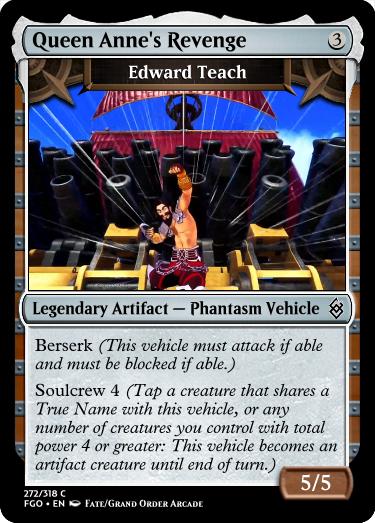 Queen Anne's Revenge 3
Edward Teach
Legendary Artifact — Phantasm Vehicle
Berserk (This vehicle must attack if able
and must be blocked if able.)
Soulcrew 4 (Tap a creature that shares a
True Name with this vehicle, or any
number of creatures you control with total
power 4 or greater: This vehicle becomes an
artifact creature until end of turn.)
5/5
272/318 C
FGO • EN Fate/Grand Order Arcade